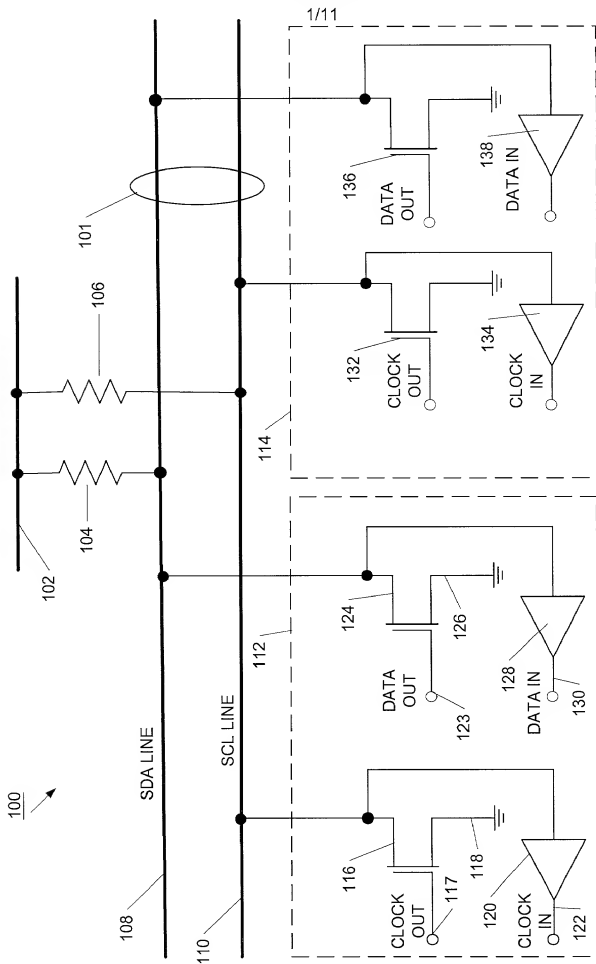 1/11
101
106
104
102
100
SDA LINE
SCL LINE
108
110
114
112
136
DATA
OUT
138
DATA IN
132
CLOCK
OUT
134
CLOCK
IN
124
126
DATA
OUT
123
128
DATA IN
130
116
118
CLOCK
OUT
117
120
CLOCK
IN
122